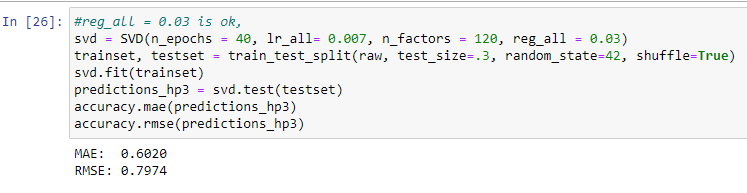 In [26]: #reg_all = 0.03 is ok,
svd = SVD(n_epochs = 40, lr_all= 0.007, n_factors = 120, reg_all = 0.03)
trainset, testset = train_test_split(raw, test_size=.3, random_state=42, shuffle=True)
svd.fit(trainset)
predictions_hp3 = svd.test(testset)
accuracy.mae(predictions_hp3)
accuracy.rmse(predictions_hp3)
MAE:  0.6020
RMSE: 0.7974